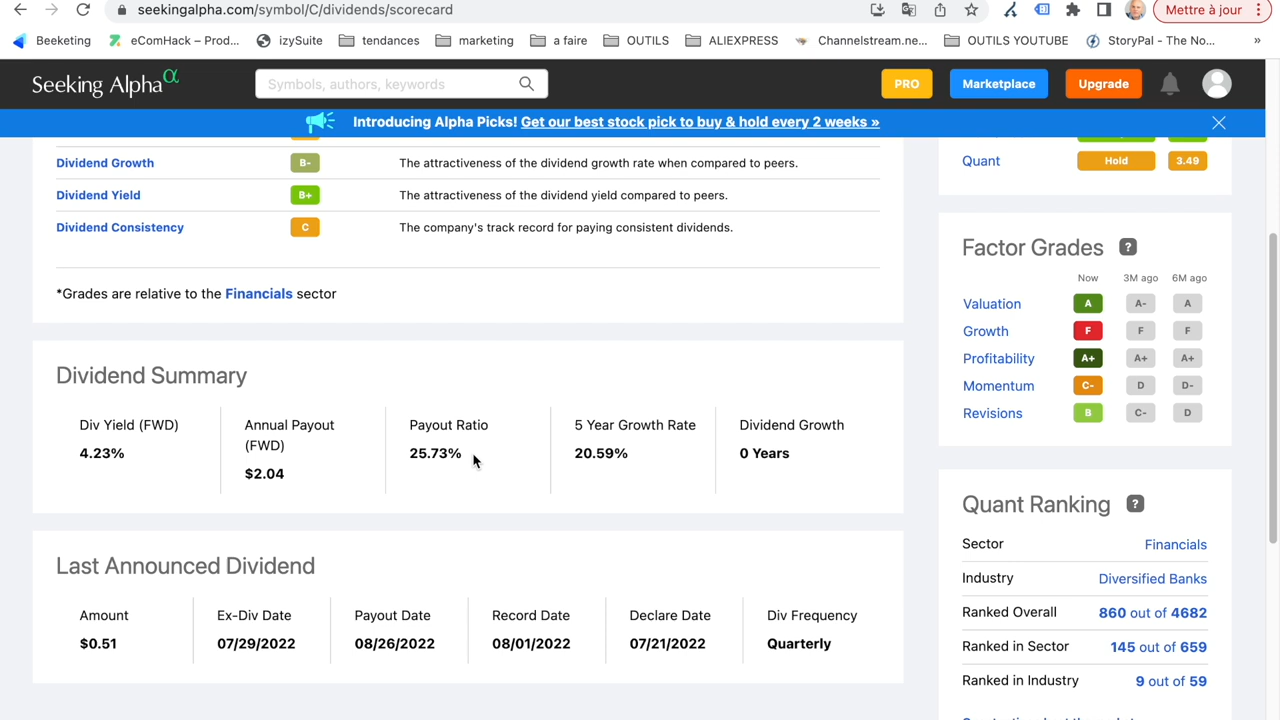 seekingalpha.com/symbol/C/dividends/scorecard
Mettre à jour
Beeketing
eComHack – Prod...
izySuite
tendances
marketing
a faire
OUTILS
ALIEXPRESS
Channelstream.ne...
OUTILS YOUTUBE
StoryPal - The No...
»
Seeking Alpha α
Symbols, authors, keywords
PRO
Marketplace
Upgrade
Introducing Alpha Picks! Get our best stock pick to buy & hold every 2 weeks »
Dividend Growth B- The attractiveness of the dividend growth rate when compared to peers.
Dividend Yield B+ The attractiveness of the dividend yield compared to peers.
Dividend Consistency C The company's track record for paying consistent dividends.
*Grades are relative to the Financials sector
Dividend Summary
Div Yield (FWD)
4.23%
Annual Payout
(FWD)
$2.04
Payout Ratio
25.73%
5 Year Growth Rate
20.59%
Dividend Growth
0 Years
Last Announced Dividend
Amount
$0.51
Ex-Div Date
07/29/2022
Payout Date
08/26/2022
Record Date
08/01/2022
Declare Date
07/21/2022
Div Frequency
Quarterly
Quant Hold 3.49
Factor Grades ?
Now 3M ago 6M ago
Valuation A A- A
Growth F F F
Profitability A+ A+ A+
Momentum C- D D-
Revisions B C- D
Quant Ranking ?
Sector Financials
Industry Diversified Banks
Ranked Overall 860 out of 4682
Ranked in Sector 145 out of 659
Ranked in Industry 9 out of 59